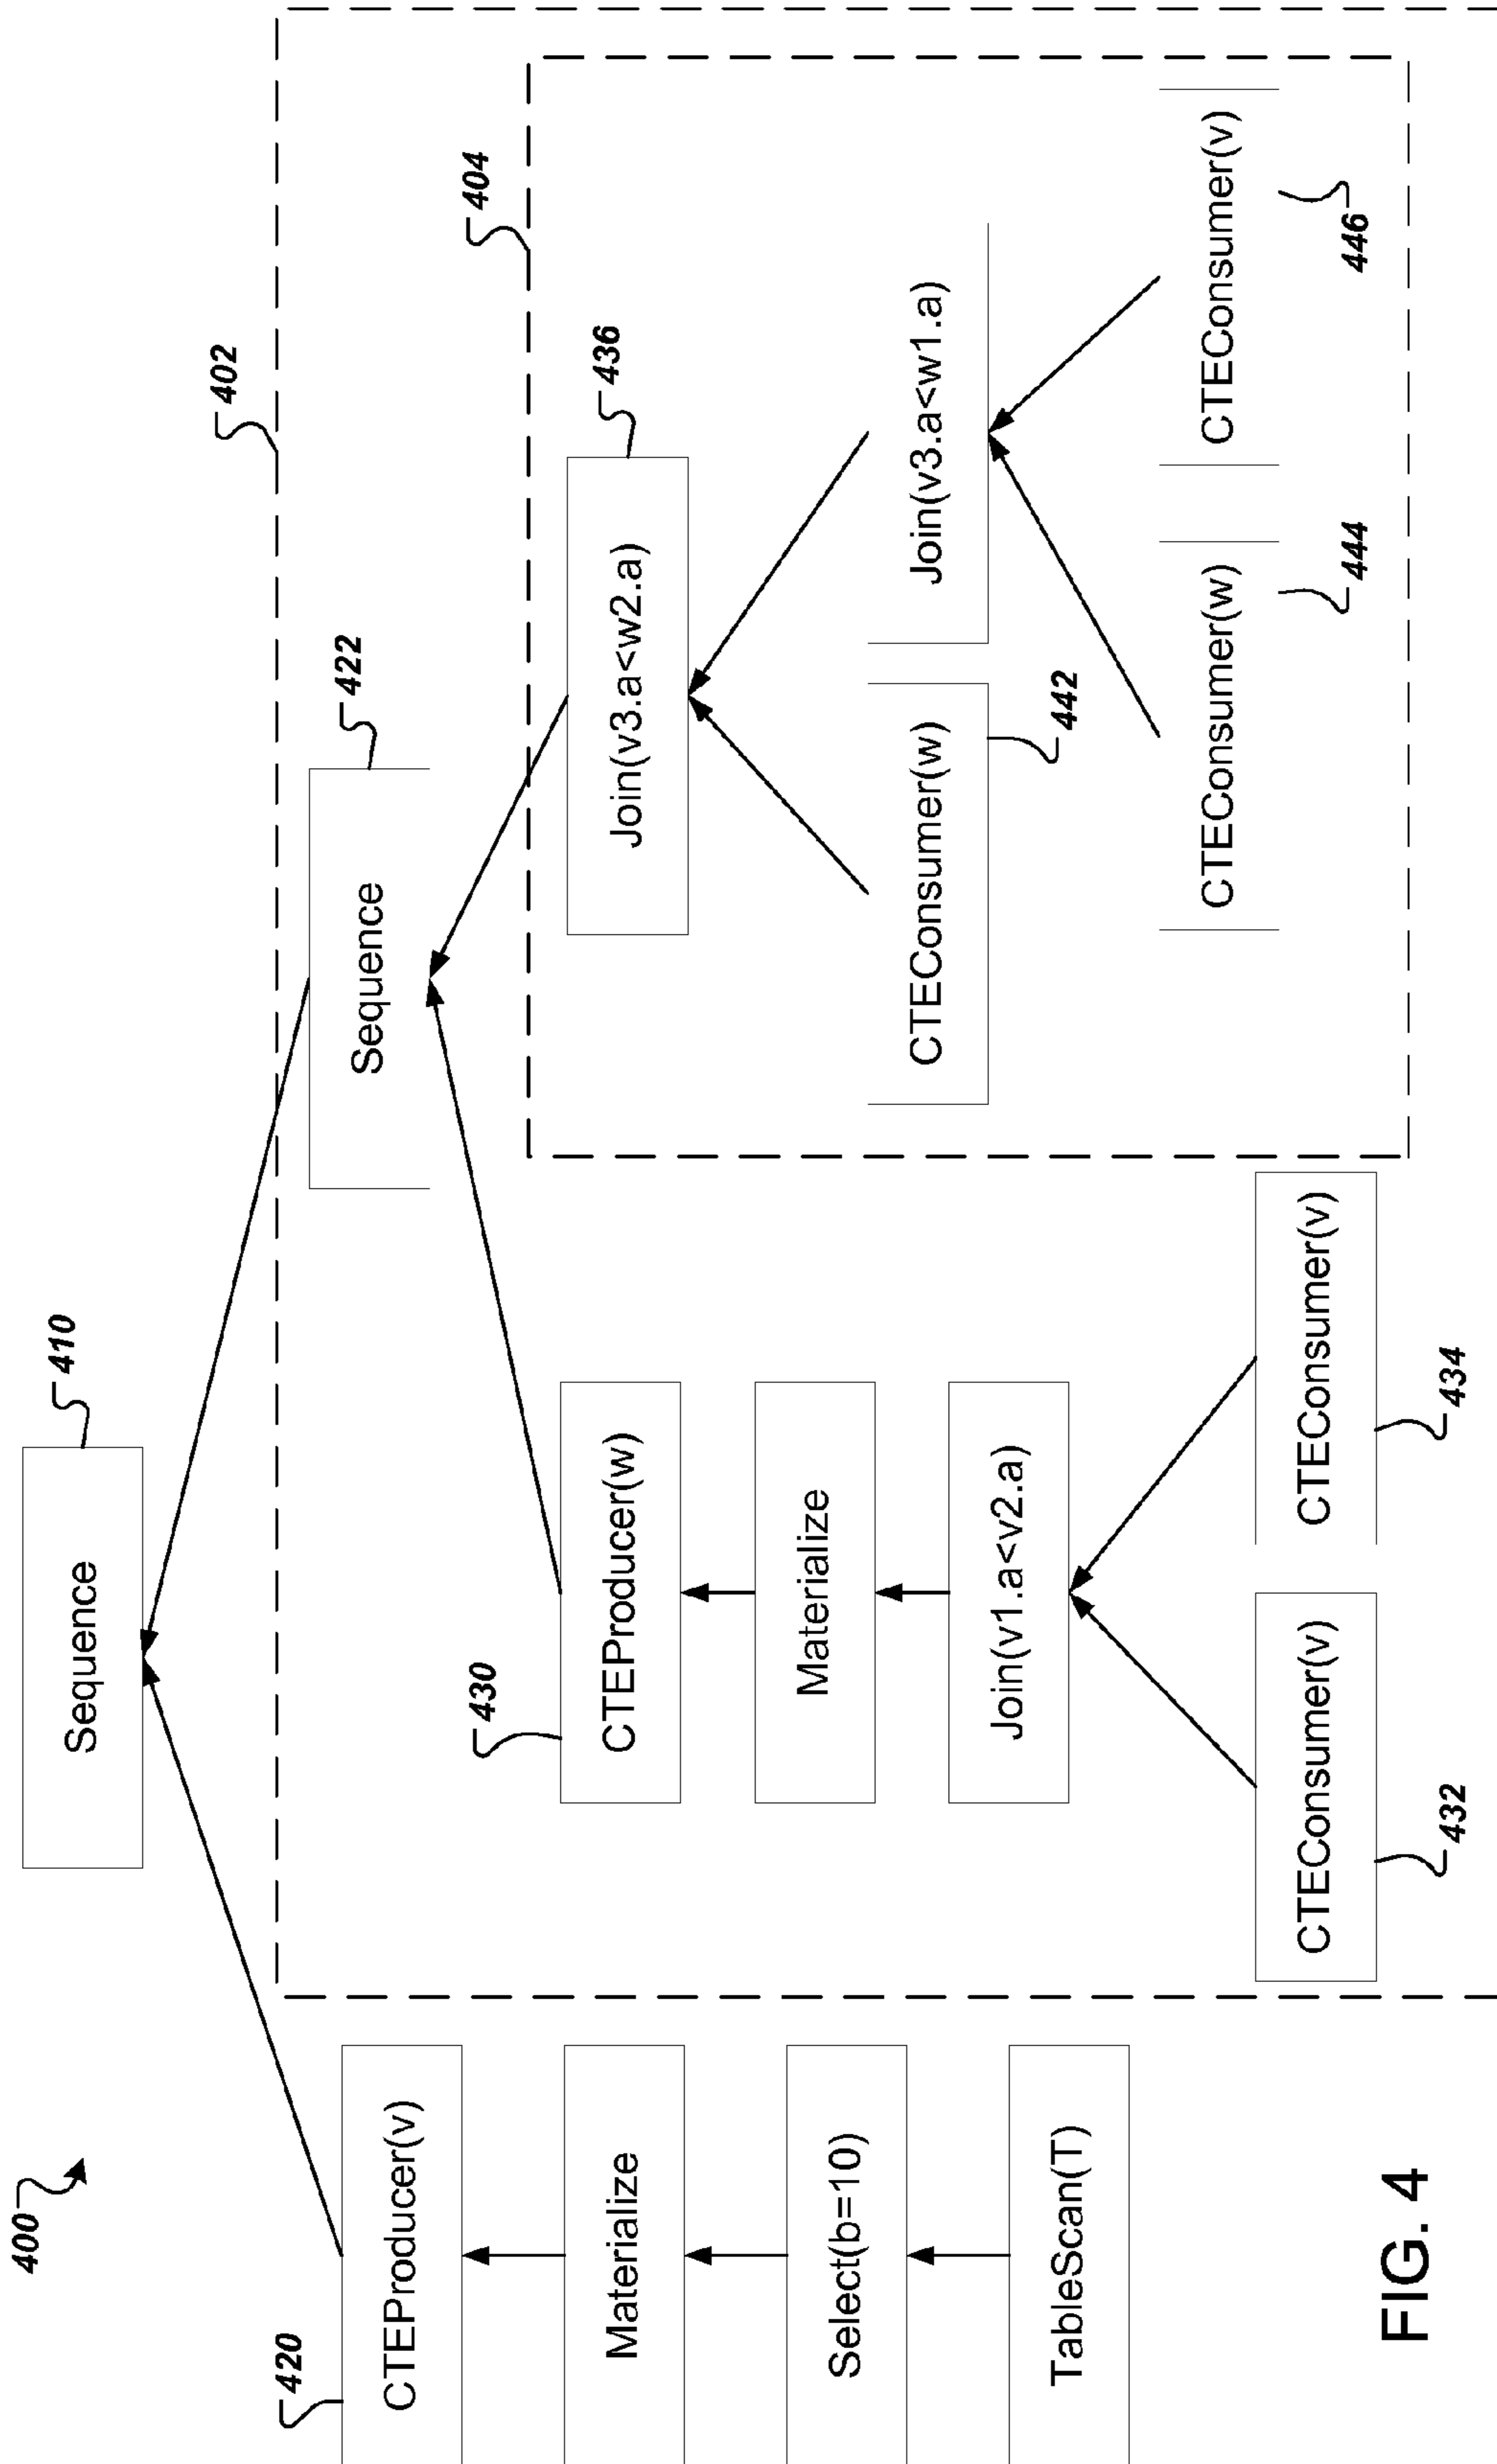 400
Sequence
410
402
420
CTEProducer(v)
Sequence
422
404
Materialize
430
CTEProducer(w)
Join(v3.a<w2.a)
436
Select(b=10)
Materialize
CTEConsumer(w)
442
Join(v3.a<w1.a)
TableScan(T)
Join(v1.a<v2.a)
CTEConsumer(w)
444
CTEConsumer(v)
446
CTEConsumer(v)
432
CTEConsumer(v)
434
FIG. 4